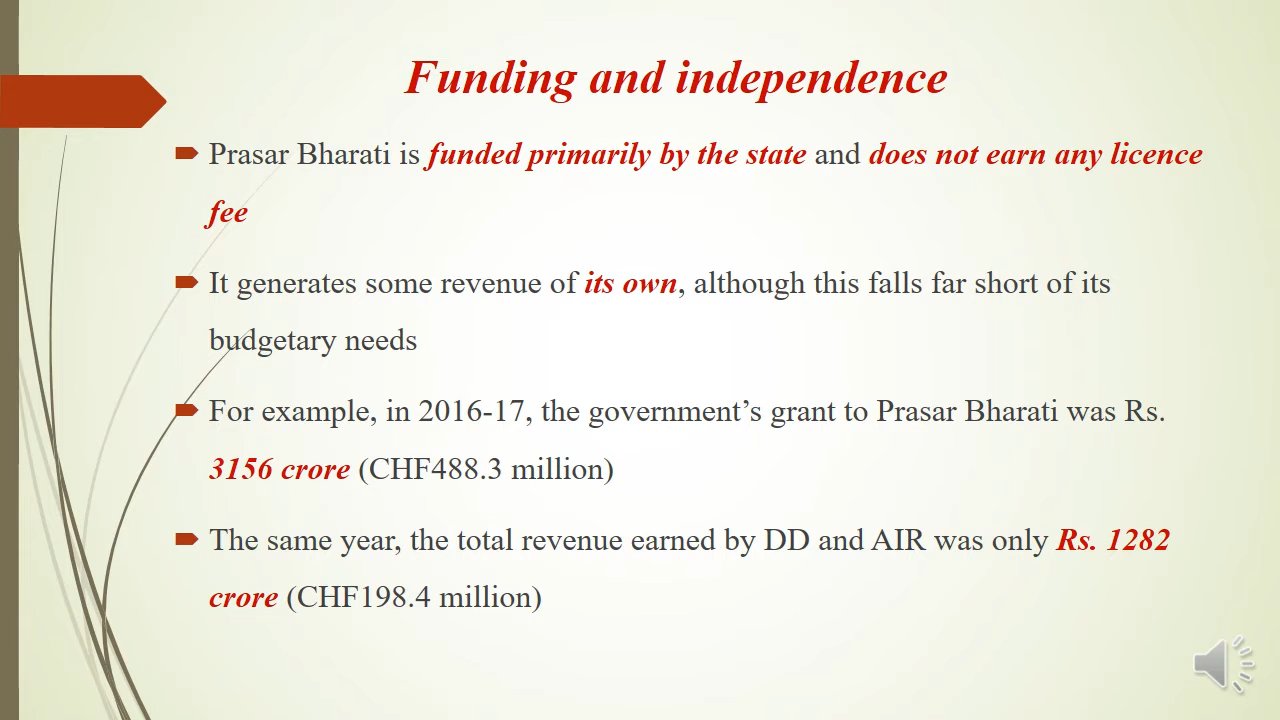 Funding and independence
Prasar Bharati is funded primarily by the state and does not earn any licence
fee
It generates some revenue of its own, although this falls far short of its
budgetary needs
For example, in 2016-17, the government’s grant to Prasar Bharati was Rs.
3156 crore (CHF488.3 million)
The same year, the total revenue earned by DD and AIR was only Rs. 1282
crore (CHF198.4 million)